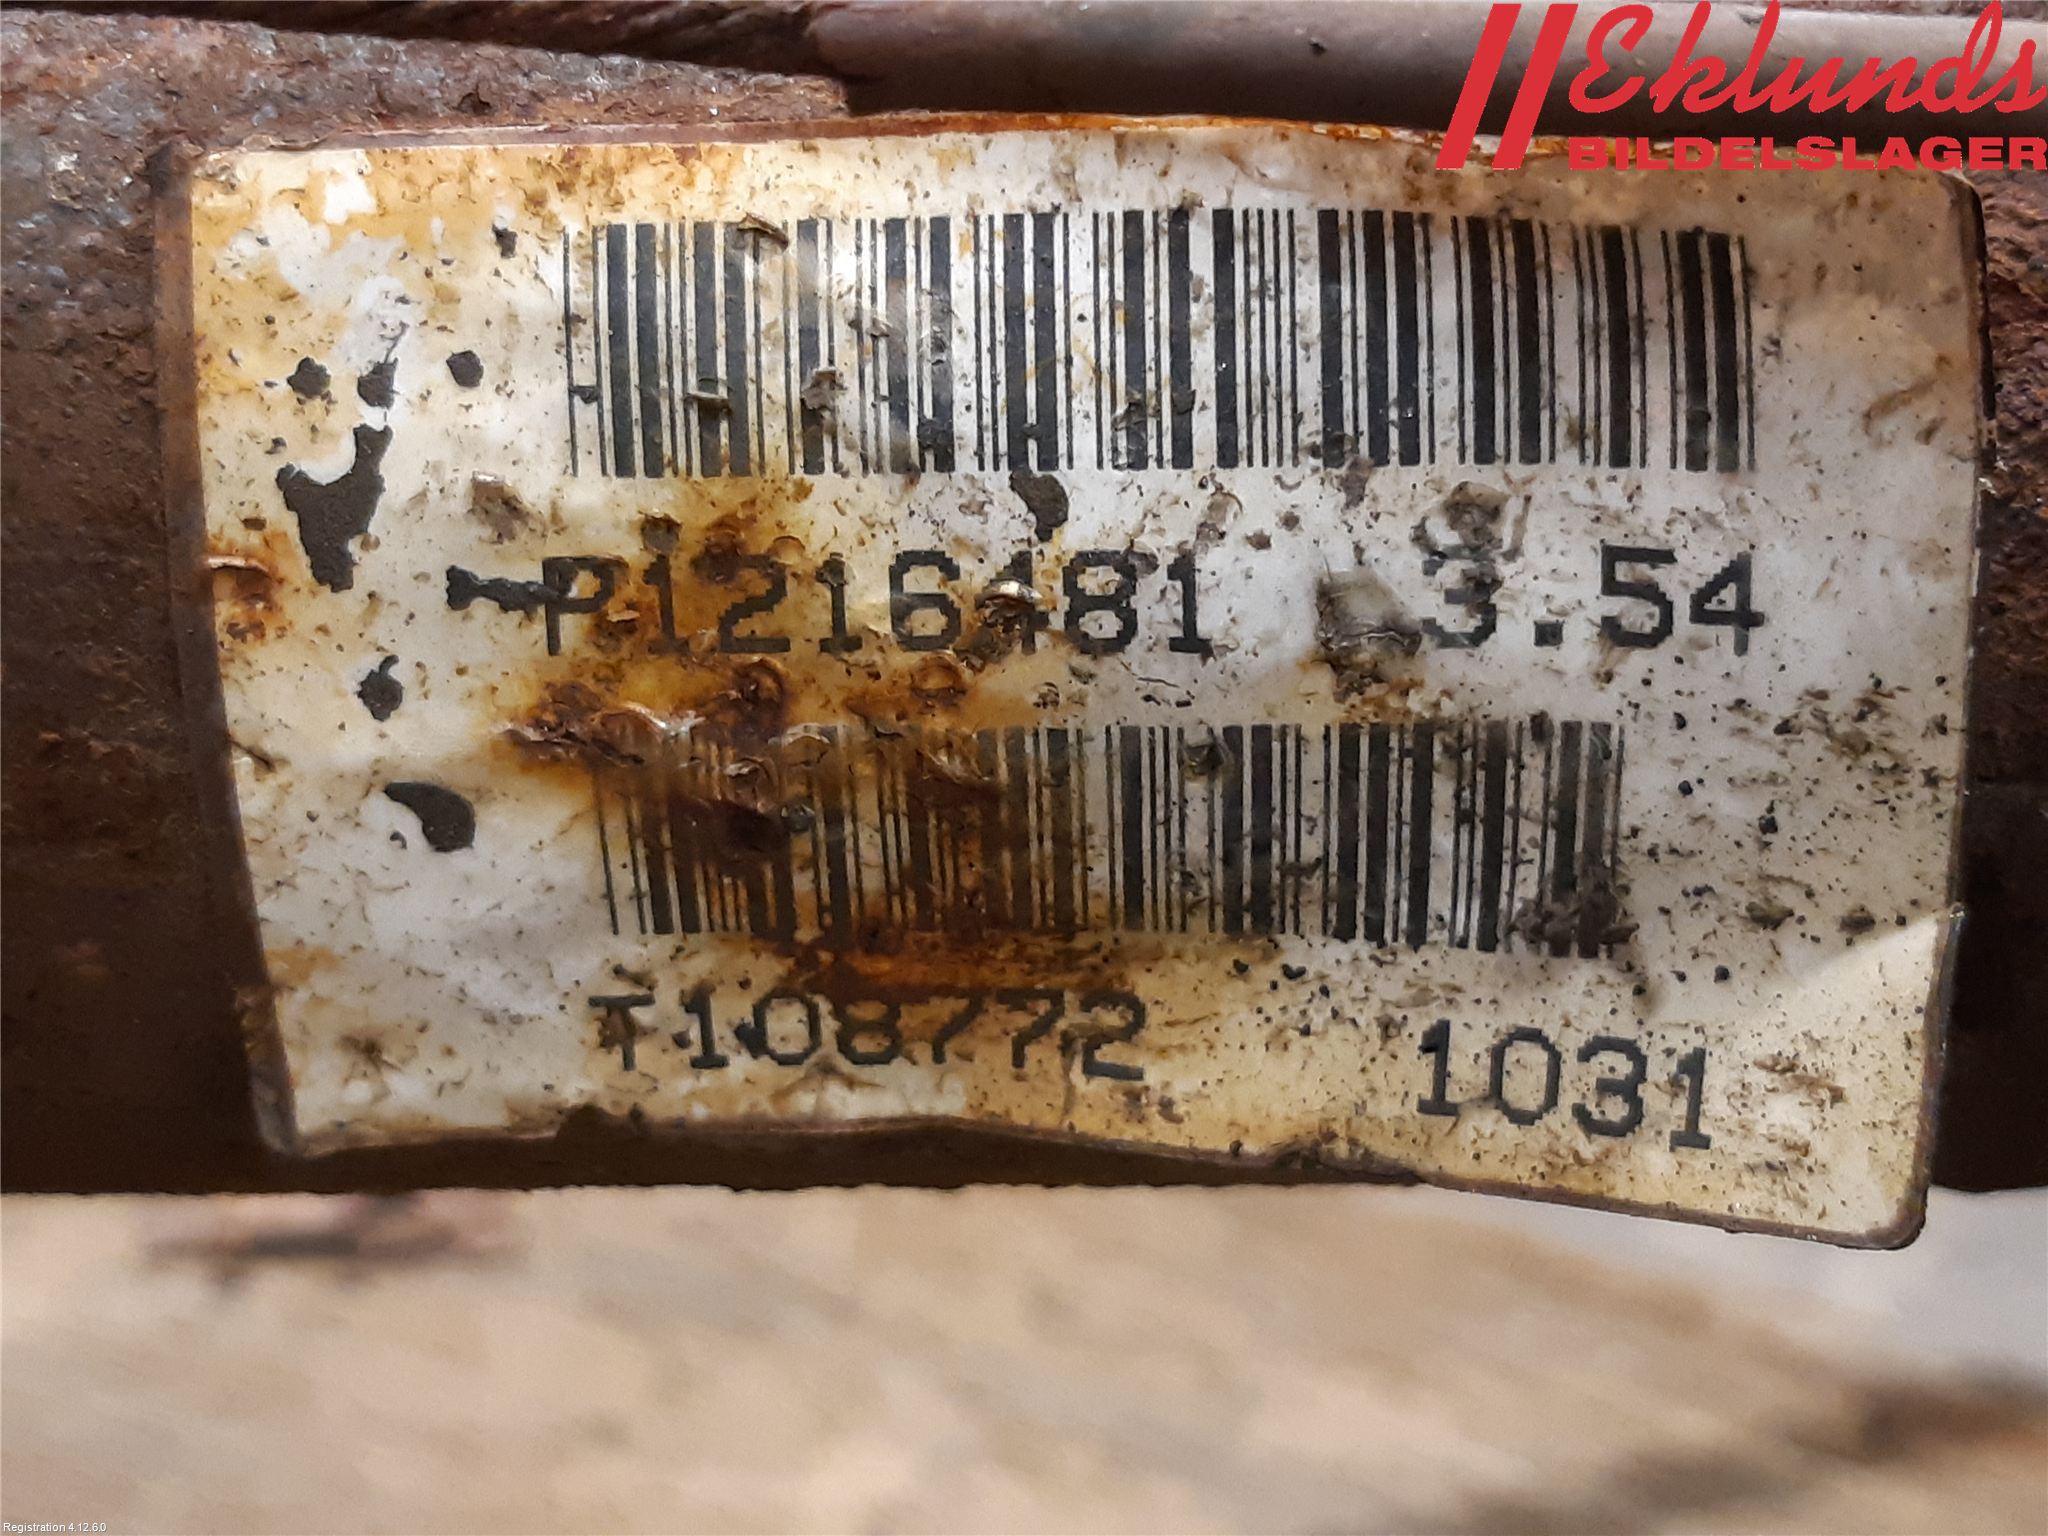 Eklunds
BILDELSLAGER
P1216481 3.54
T108772 1031
Registration 4.12.6.0